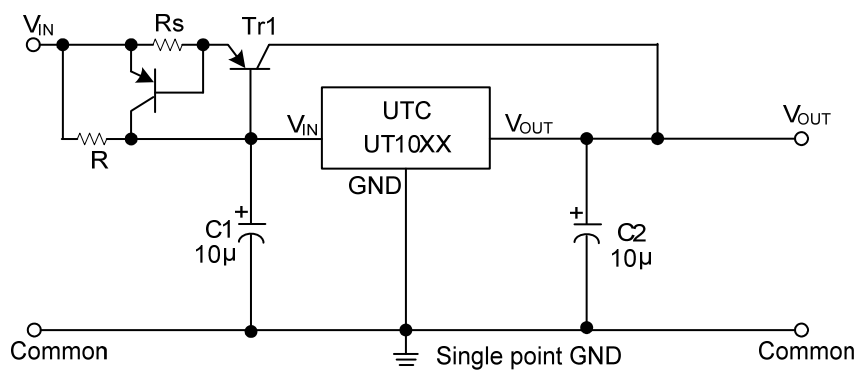 VIN
Rs
Tr1
R
VIN
UTC
UT10XX
GND
VOUT
VOUT
+
C1
10μ
+
C2
10μ
Common
Single point GND
Common